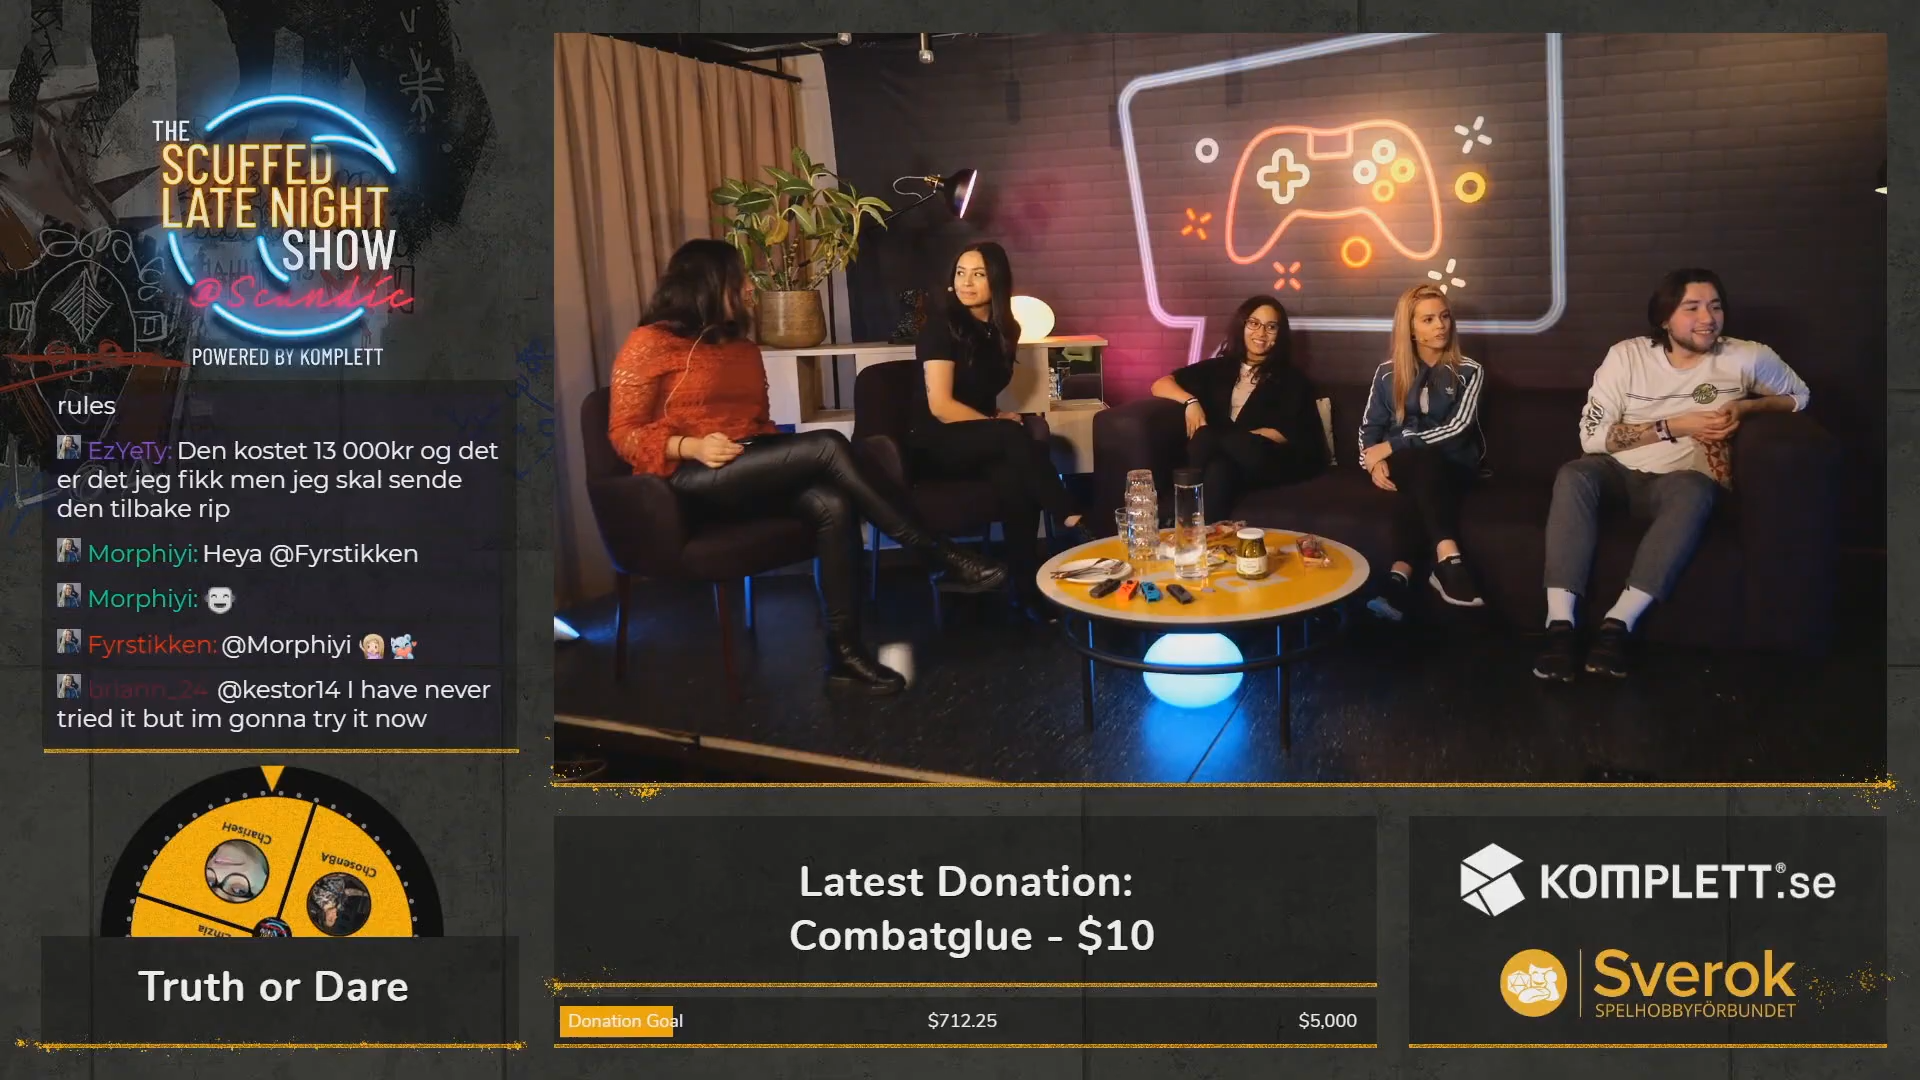 THE
SCUFFED
LATE NIGHT
SHOW
@Scandic
POWERED BY KOMPLETT
rules
EzYeTy: Den kostet 13 000kr og det
er det jeg fikk men jeg skal sende
den tilbake rip
Morphiyi: Heya @Fyrstikken
Morphiyi:
Fyrstikken: @Morphiyi
briann_24 @kestor14 I have never
tried it but im gonna try it now
ChariseH
ChosenBA
Truth or Dare
Latest Donation:
Combatglue - $10
Donation Goal $712.25 $5,000
KOMPLETT®.se
Sverok
SPELHOBBYFÖRBUNDET